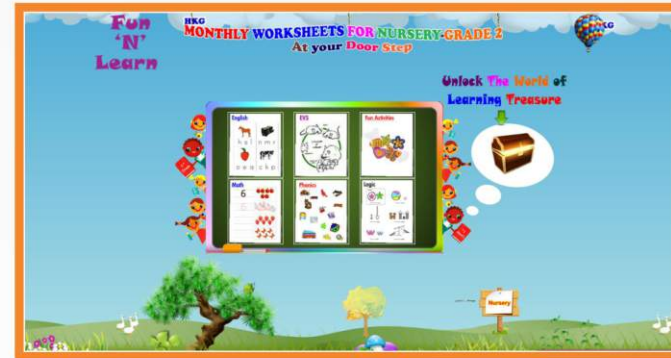 Fun
'N'
Learn
HKG
MONTHLY WORKSHEETS FOR NURSERY-GRADE 2
At your Door Step
Unlock The World of
Learning Treasure
English
EVS
Fun Activities
Math
6
Phonics
Logic
Nursery